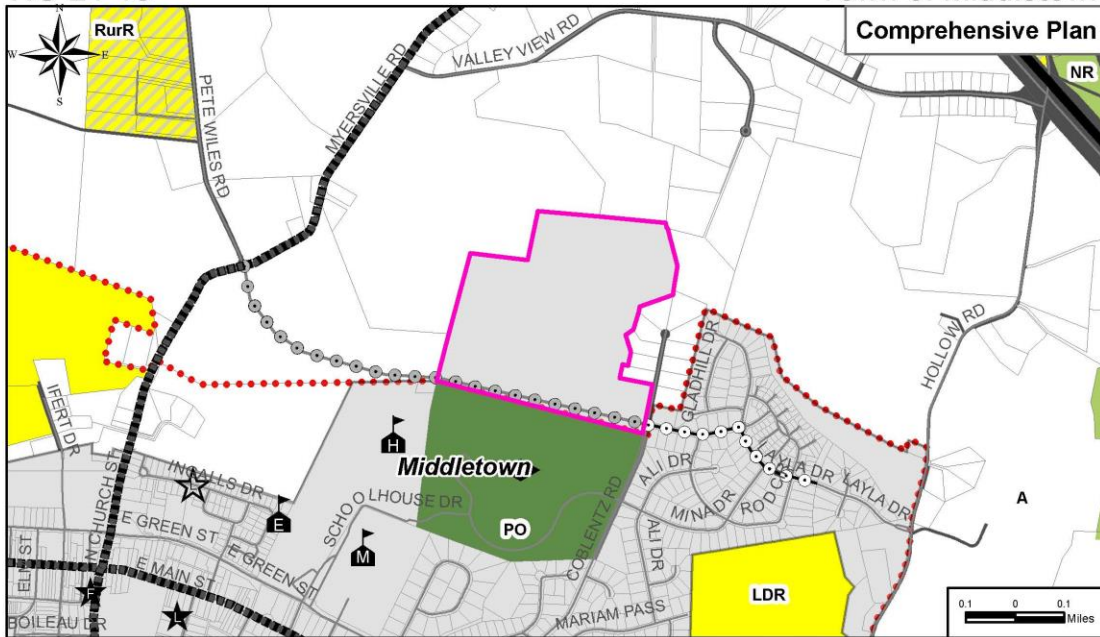 Comprehensive Plan
N
W
E
S
RurR
VALLEY VIEW RD
NR
PETE WILES RD
MYERSVILLE RD
HOLLOW RD
GLADHILL DR
IFERT DR
N CHURCH ST
H
Middletown
INGALLS DR
E
SCHOOLHOUSE DR
M
PO
COBLENTZ RD
ALI DR
ALI DR
MINA DR
ROD CT
LAYLA DR
LAYLA DR
A
E GREEN ST
E GREEN ST
E MAIN ST
ELM ST
F
L
BOILEAU DR
MARIAM PASS
LDR
0.1 0 0.1
Miles